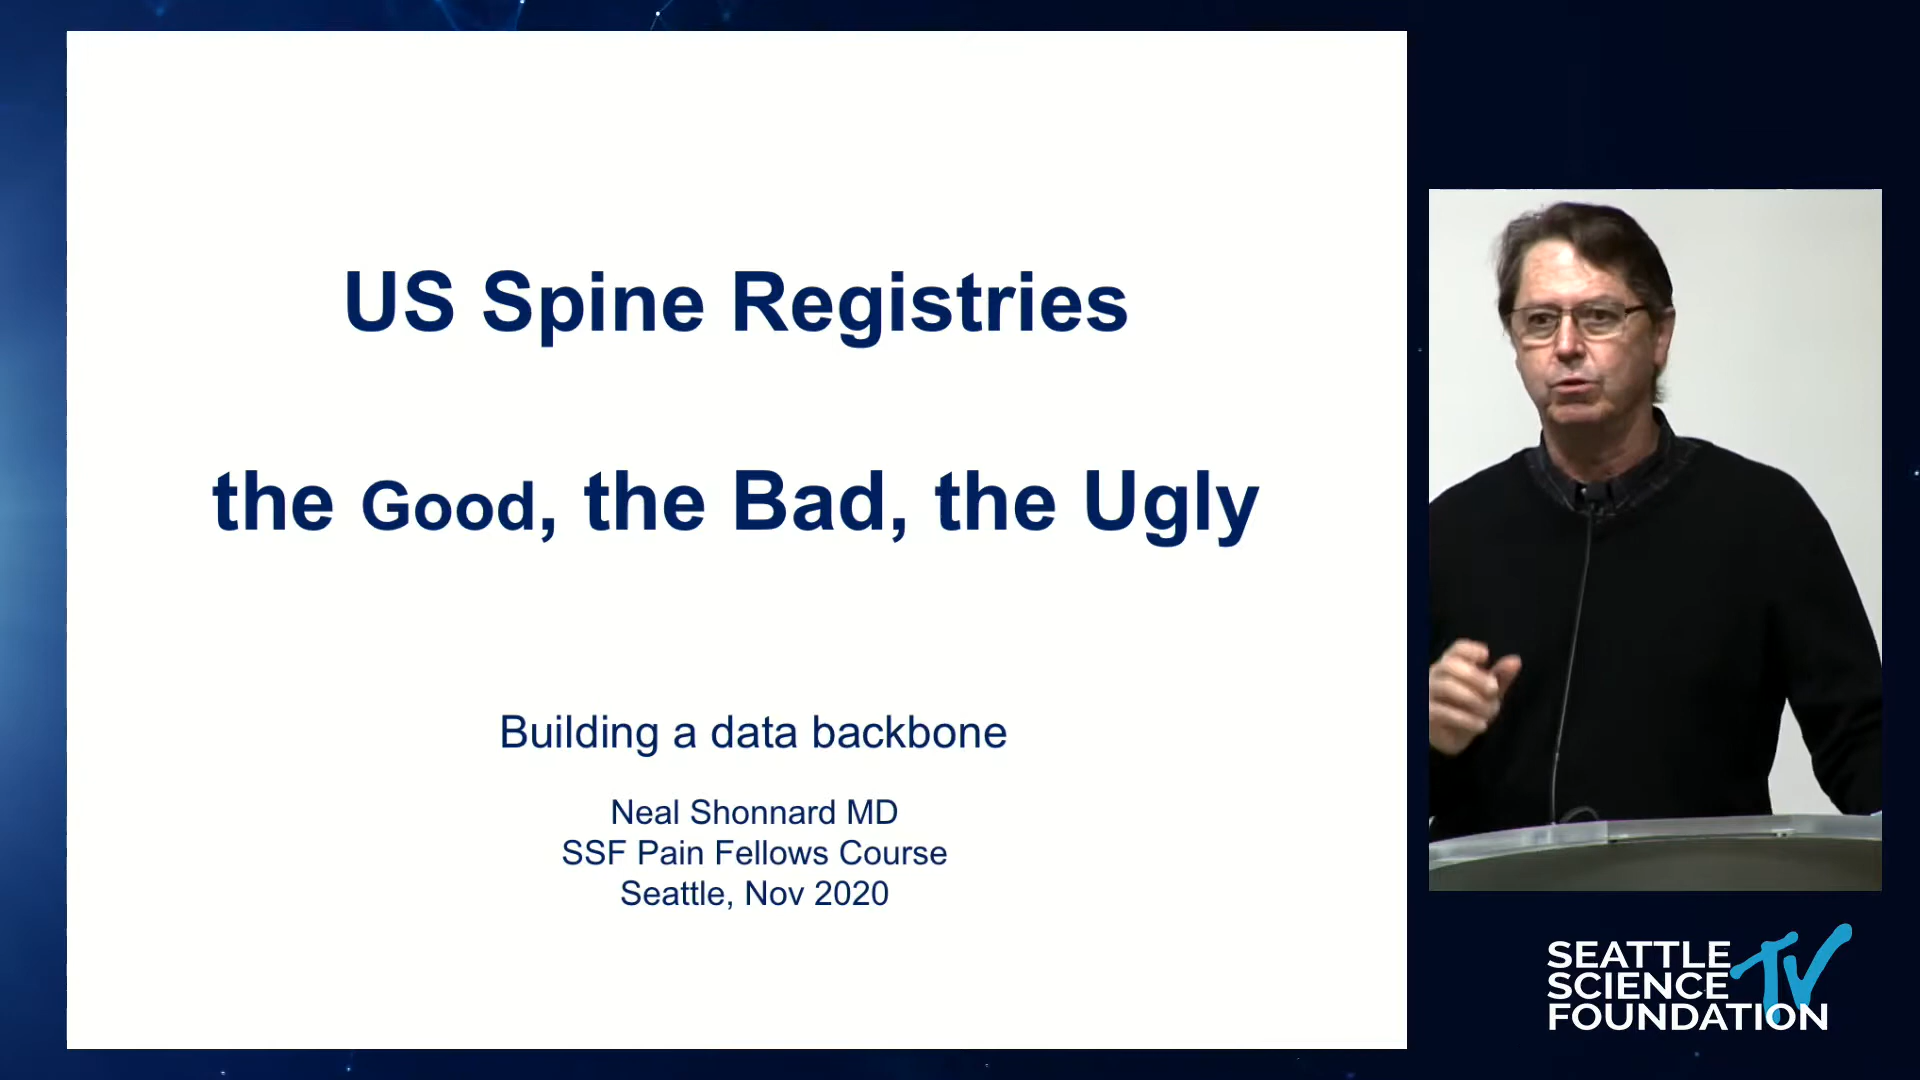 US Spine Registries
the Good, the Bad, the Ugly
Building a data backbone
Neal Shonnard MD
SSF Pain Fellows Course
Seattle, Nov 2020
SEATTLE
SCIENCE
FOUNDATION
TV